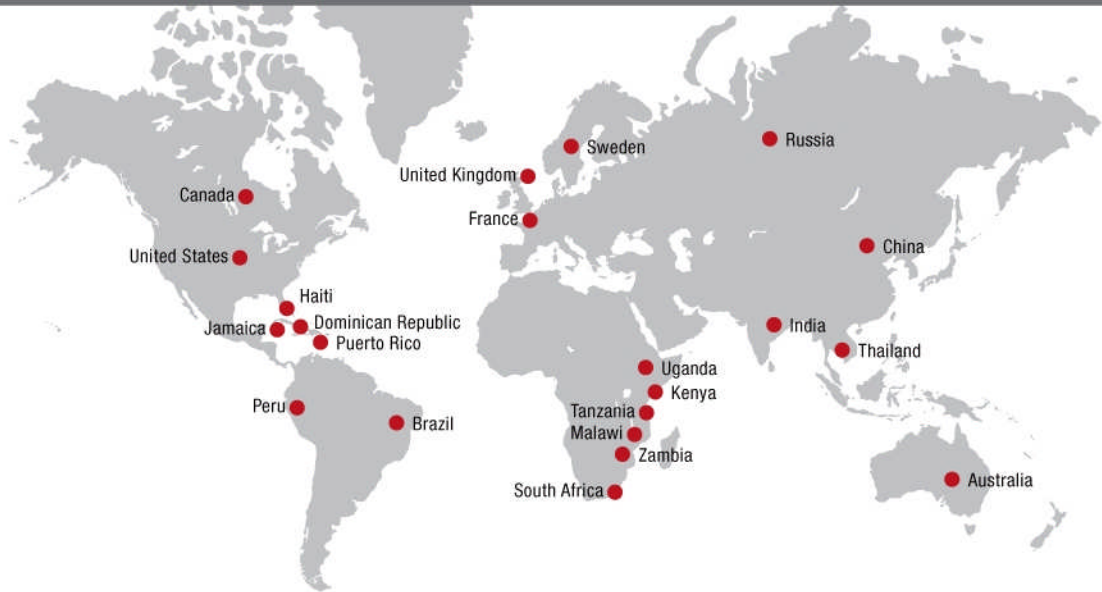 Sweden
Russia
United Kingdom
Canada
France
United States
China
Haiti
Dominican Republic
Jamaica
Puerto Rico
India
Thailand
Uganda
Kenya
Peru
Tanzania
Brazil
Malawi
Zambia
Australia
South Africa